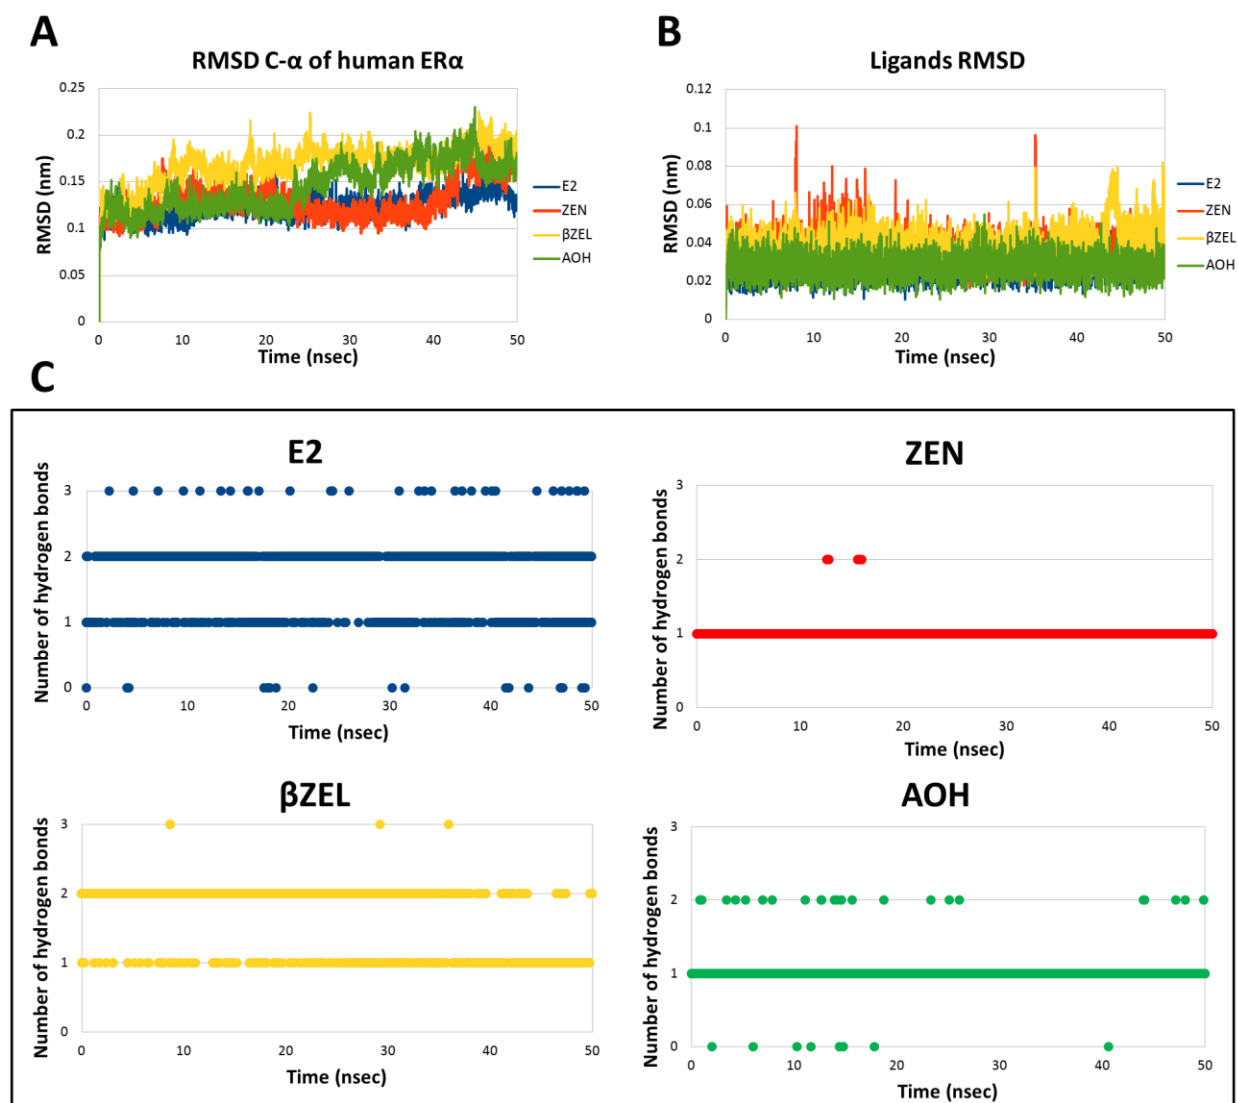 A
RMSD C-α of human ERα
RMSD (nm)
0.25
0.2
0.15
0.1
0.05
0
0 10 20 30 40 50
Time (nsec)
E2
ZEN
βZEL
AOH
B
Ligands RMSD
RMSD (nm)
0.12
0.1
0.08
0.06
0.04
0.02
0
0 10 20 30 40 50
Time (nsec)
E2
ZEN
βZEL
AOH
C
E2
Number of hydrogen bonds
3
2
1
0
0 10 20 30 40 50
Time (nsec)
ZEN
Number of hydrogen bonds
3
2
1
0
0 10 20 30 40 50
Time (nsec)
βZEL
Number of hydrogen bonds
3
2
1
0
0 10 20 30 40 50
Time (nsec)
AOH
Number of hydrogen bonds
3
2
1
0
0 10 20 30 40 50
Time (nsec)